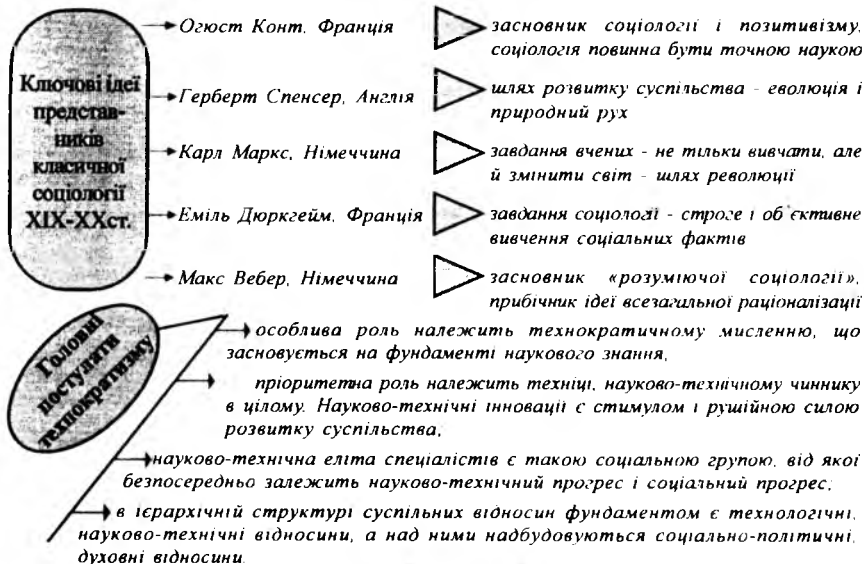 Ключові ідеї
представ-
ників
класичної
соціології
XIX-XXст.
Огюст Конт. Франція
засновник соціології і позитивізму,
соціологія повинна бути точною наукою
Герберт Спенсер, Англія
шлях розвитку суспільства - еволюція і
природний рух
Карл Маркс, Німеччина
завдання вчених - не тільки вивчати, але
й змінити світ - шлях революції
Еміль Дюркгейм. Франція
завдання соціології - строге і об'єктивне
вивчення соціальних фактів
Макс Вебер, Німеччина
засновник «розуміючої соціології»,
прибічник ідеї всезагальної раціоналізації
Головні
постулати
технократизму
особлива роль належить технократичному мисленню, що
засновується на фундаменті наукового знання,
пріоритетна роль належить техніці, науково-технічному чиннику
в цілому. Науково-технічні інновації є стимулом і рушійною силою
розвитку суспільства,
науково-технічна еліта спеціалістів є такою соціальною групою, від якої
безпосередньо залежить науково-технічний прогрес і соціальний прогрес;
в ієрархічній структурі суспільних відносин фундаментом є технологічні,
науково-технічні відносини, а над ними надбудовуються соціально-політичні,
духовні відносини.